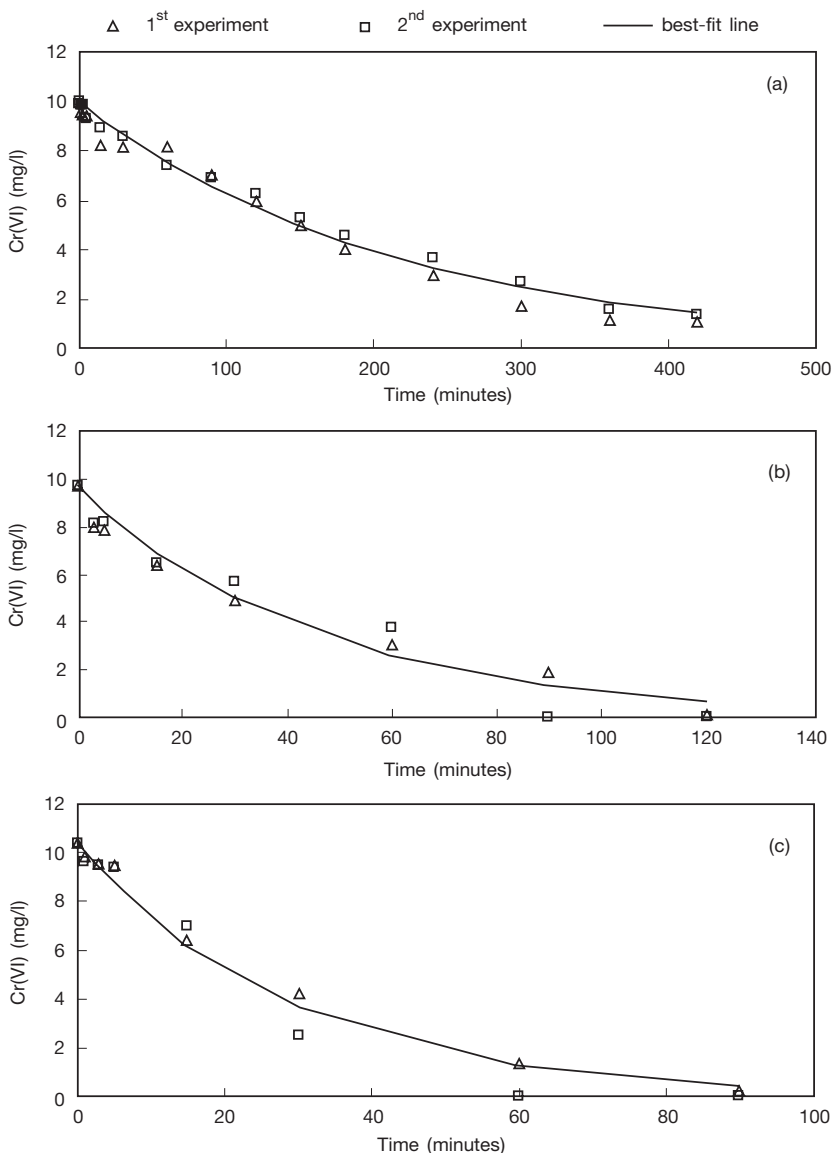 1st experiment 2nd experiment best-fit line
12
(a)
10
8
6
4
2
0
Cr(VI) (mg/l)
0 100 200 300 400 500
Time (minutes)
12
(b)
10
8
6
4
2
0
Cr(VI) (mg/l)
20 40 60 80 100 120 140
Time (minutes)
12
(c)
10
8
6
4
2
0
Cr(VI) (mg/l)
0 20 40 60 80 100
Time (minutes)